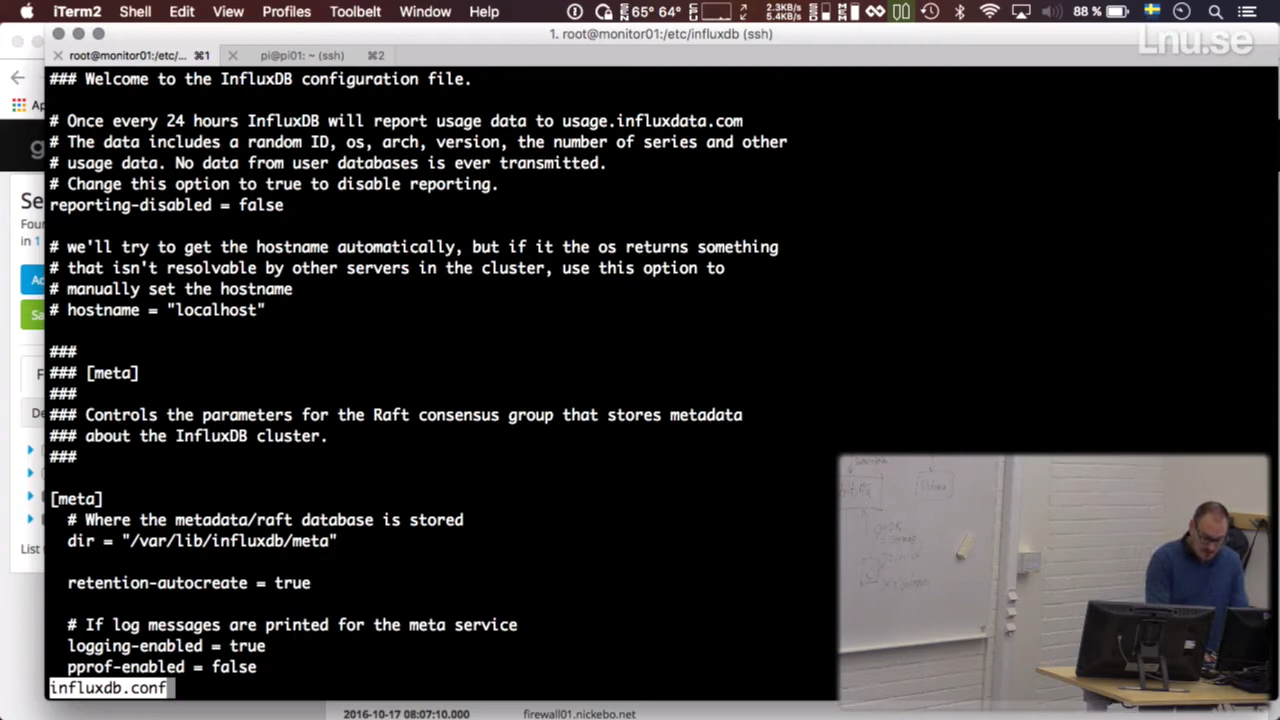 iTerm2 Shell Edit View Profiles Toolbelt Window Help 65° 64° 2.3KB/s 5.4KB/s 88 %
1. root@monitor01:/etc/influxdb (ssh)
Lnu.se
root@monitor01:/etc/... ⌘1 pi@pi01: ~ (ssh) ⌘2
### Welcome to the InfluxDB configuration file.
# Once every 24 hours InfluxDB will report usage data to usage.influxdata.com
# The data includes a random ID, os, arch, version, the number of series and other
# usage data. No data from user databases is ever transmitted.
# Change this option to true to disable reporting.
reporting-disabled = false
# we'll try to get the hostname automatically, but if it the os returns something
# that isn't resolvable by other servers in the cluster, use this option to
# manually set the hostname
# hostname = "localhost"
###
### [meta]
###
### Controls the parameters for the Raft consensus group that stores metadata
### about the InfluxDB cluster.
###
[meta]
# Where the metadata/raft database is stored
dir = "/var/lib/influxdb/meta"
retention-autocreate = true
# If log messages are printed for the meta service
logging-enabled = true
pprof-enabled = false
influxdb.conf
2016-10-17 08:07:10.000 firewall01.nickebo.net